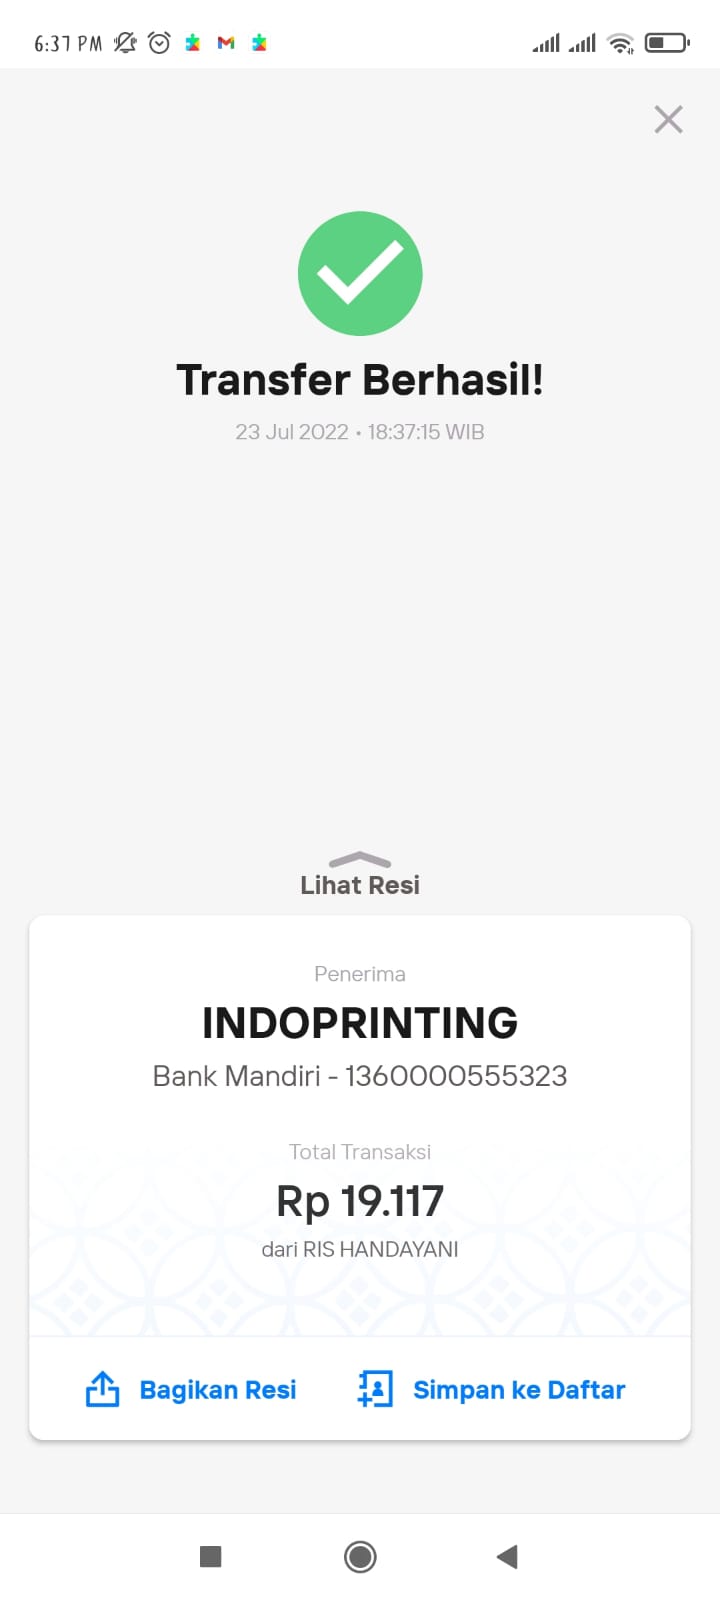 6:37 PM
Transfer Berhasil!
23 Jul 2022 • 18:37:15 WIB
Lihat Resi
Penerima
INDOPRINTING
Bank Mandiri - 1360000555323
Total Transaksi
Rp 19.117
dari RIS HANDAYANI
Bagikan Resi
Simpan ke Daftar